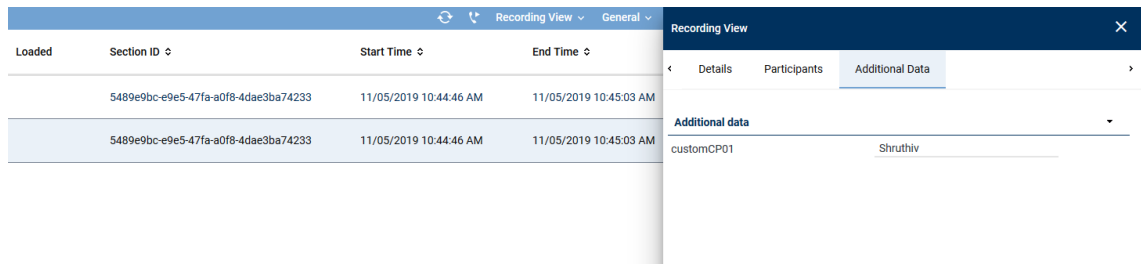 Recording View General
Loaded Section ID Start Time End Time
5489e9bc-e9e5-47fa-a0f8-4dae3ba74233 11/05/2019 10:44:46 AM 11/05/2019 10:45:03 AM
5489e9bc-e9e5-47fa-a0f8-4dae3ba74233 11/05/2019 10:44:46 AM 11/05/2019 10:45:03 AM
Recording View
Details Participants Additional Data
Additional data
customCP01 Shruthiv